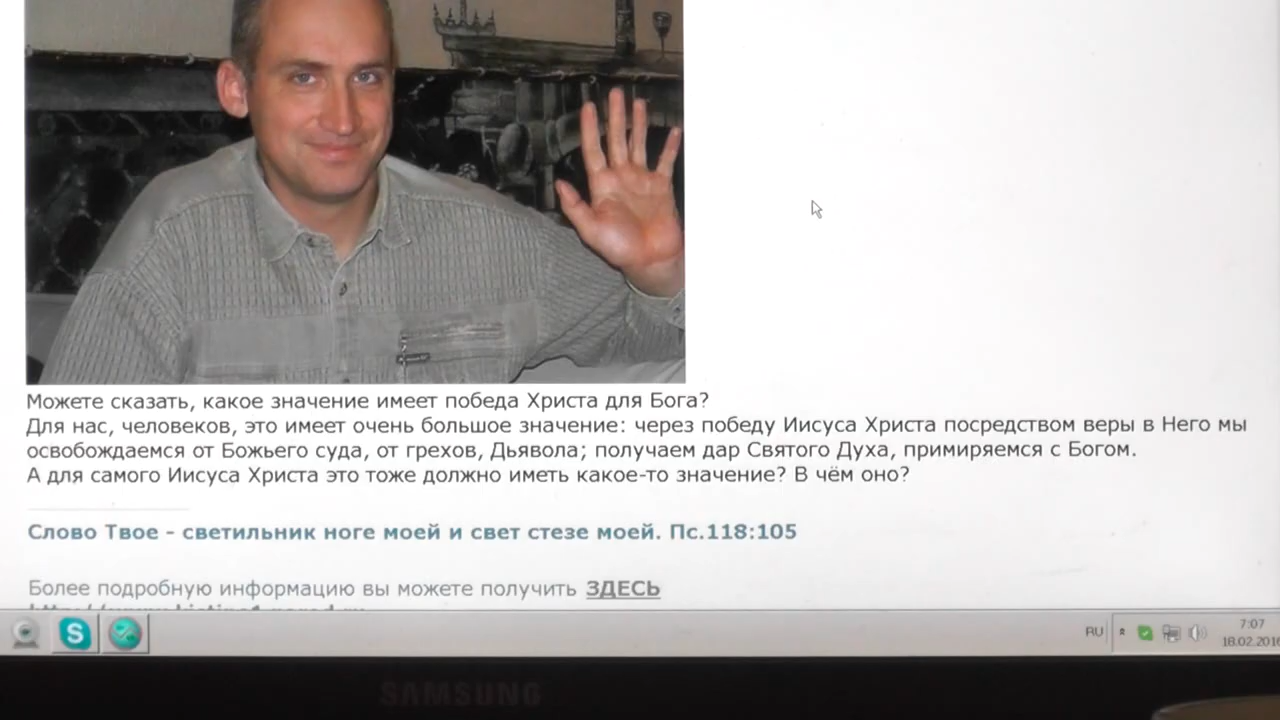 Можете сказать, какое значение имеет победа Христа для Бога?
Для нас, человеков, это имеет очень большое значение: через победу Иисуса Христа посредством веры в Него мы
освобождаемся от Божьего суда, от грехов, Дьявола; получаем дар Святого Духа, примиряемся с Богом.
А для самого Иисуса Христа это тоже должно иметь какое-то значение? В чём оно?
Слово Твое - светильник ноге моей и свет стезе моей. Пс.118:105
Более подробную информацию вы можете получить ЗДЕСЬ
S
RU
7:07
18.02.2016
SAMSUNG